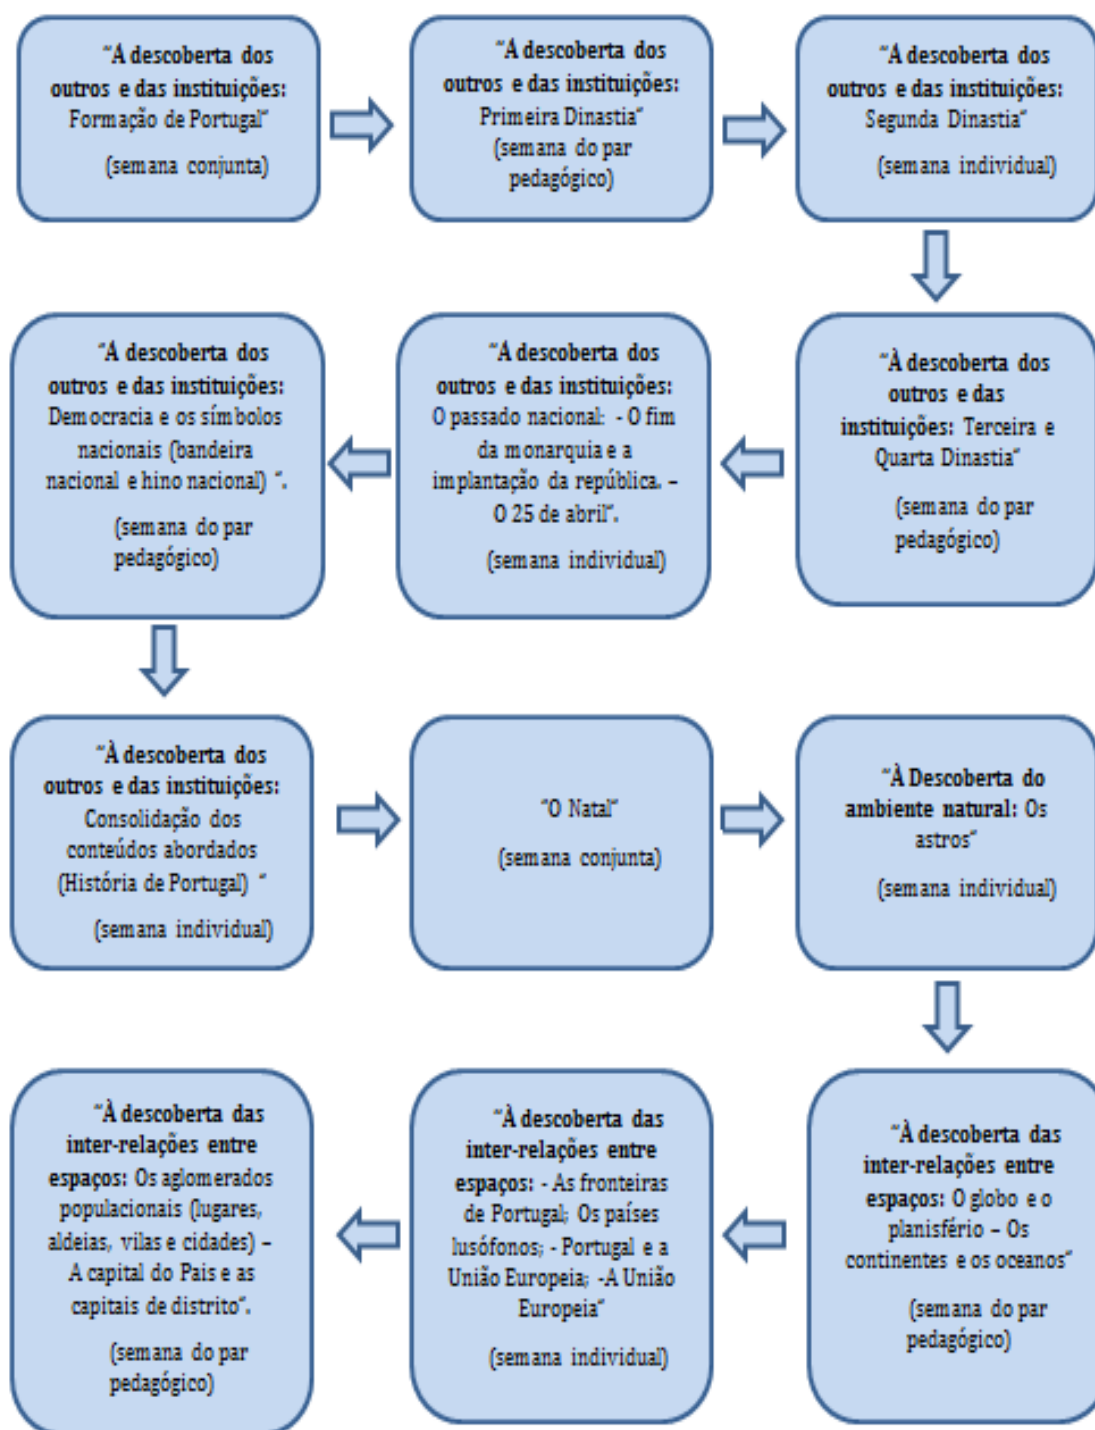 “A descoberta dos
outros e das instituições:
Formação de Portugal”
(semana conjunta)
“A descoberta dos
outros e das instituições:
Primeira Dinastia”
(semana do par
pedagógico)
“A descoberta dos
outros e das instituições:
Segunda Dinastia”
(semana individual)
“À descoberta dos
outros e das
instituições: Terceira e
Quarta Dinastia”
(semana do par
pedagógico)
“A descoberta dos
outros e das instituições:
O passado nacional: - O fim
da monarquia e a
implantação da república. –
O 25 de abril”.
(semana individual)
“A descoberta dos
outros e das instituições:
Democracia e os símbolos
nacionais (bandeira
nacional e hino nacional) ”.
(semana do par
pedagógico)
“À descoberta dos
outros e das instituições:
Consolidação dos
conteúdos abordados
(História de Portugal) ”
(semana individual)
“O Natal”
(semana conjunta)
“À Descoberta do
ambiente natural: Os
astros”
(semana individual)
“À descoberta das
inter-relações entre
espaços: O globo e o
planisfério – Os
continentes e os oceanos”
(semana do par
pedagógico)
“À descoberta das
inter-relações entre
espaços: - As fronteiras
de Portugal; Os países
lusófonos; - Portugal e a
União Europeia; -A União
Europeia”
(semana individual)
“À descoberta das
inter-relações entre
espaços: Os aglomerados
populacionais (lugares,
aldeias, vilas e cidades) –
A capital do Pais e as
capitais de distrito”.
(semana do par
pedagógico)